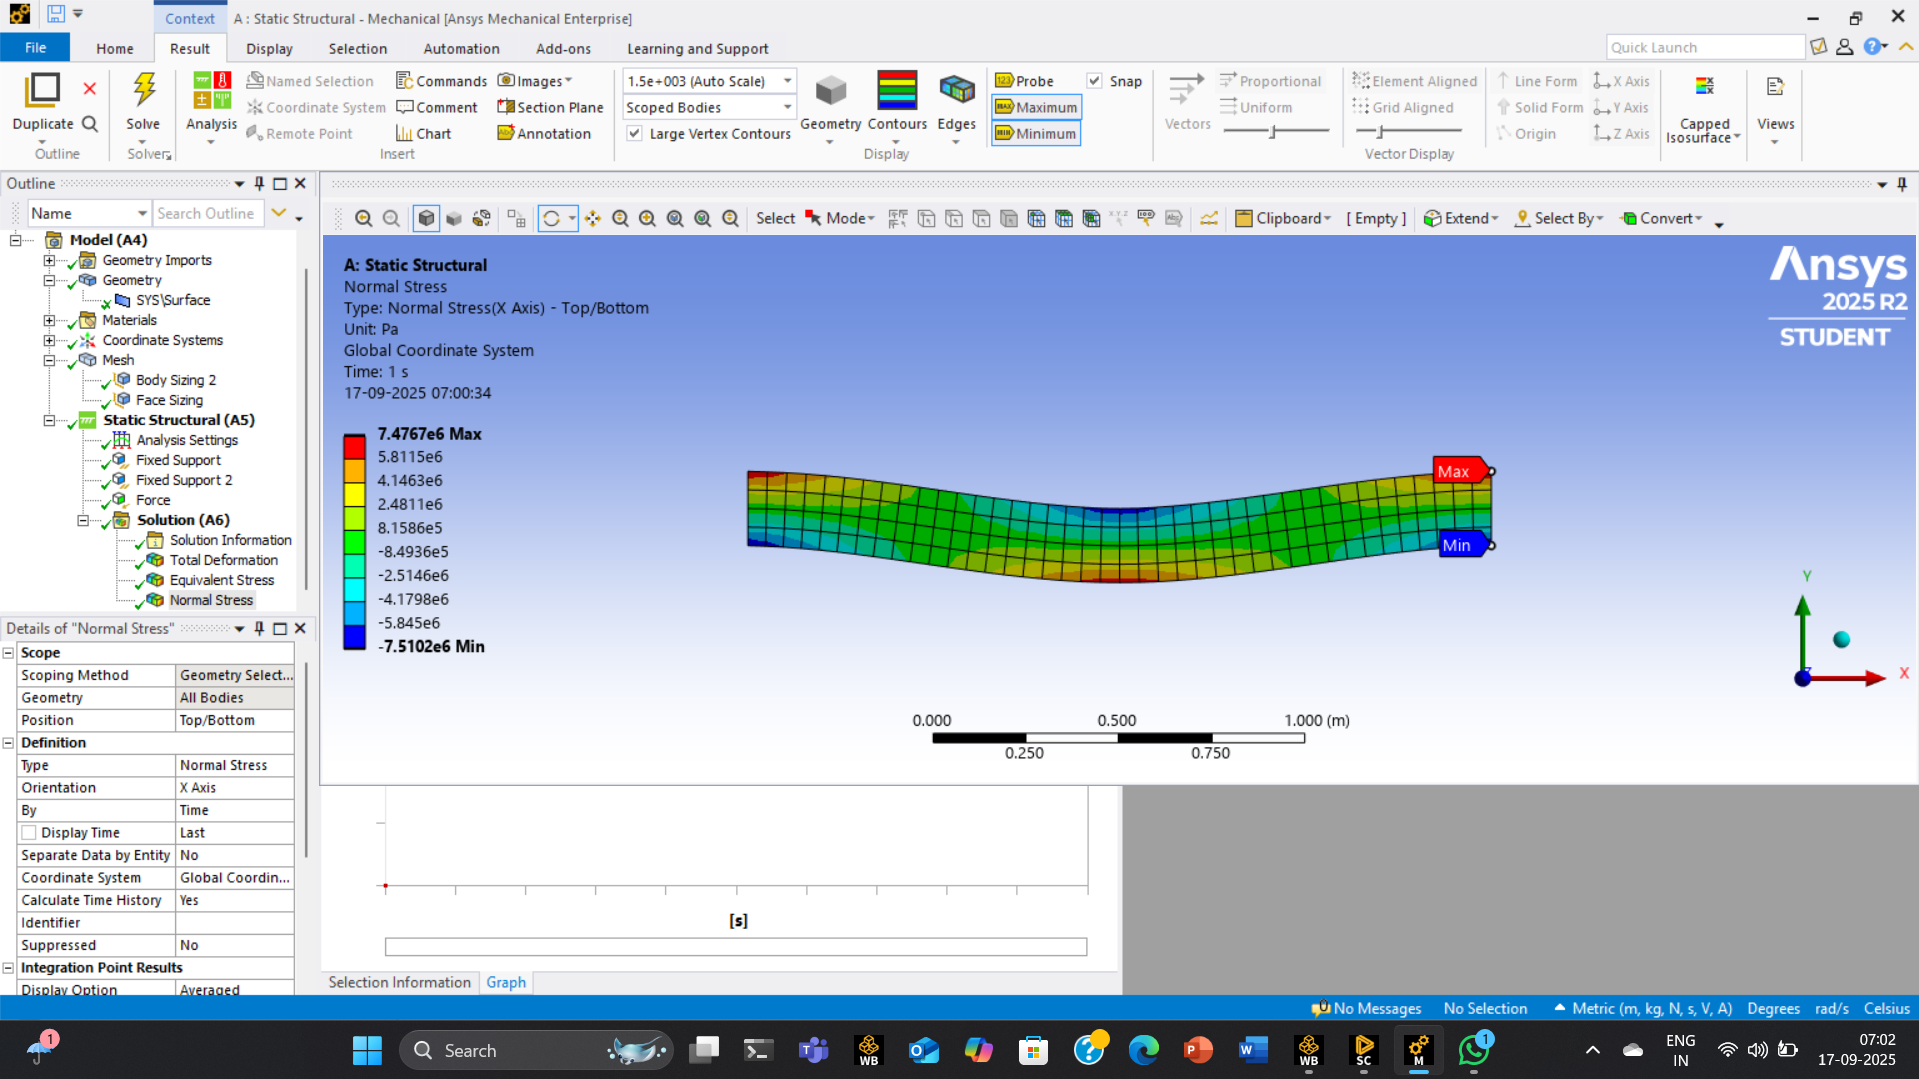 Context
A : Static Structural - Mechanical [Ansys Mechanical Enterprise]
File
Home
Result
Display
Selection
Automation
Add-ons
Learning and Support
Quick Launch
Duplicate
Outline
Solve
Solver
Analysis
Named Selection
Coordinate System
Remote Point
Commands
Comment
Chart
Images
Section Plane
Annotation
Insert
1.5e+003 (Auto Scale)
Scoped Bodies
Large Vertex Contours
Geometry
Contours
Edges
Display
Probe
Maximum
Minimum
Snap
Vectors
Proportional
Uniform
Element Aligned
Grid Aligned
Line Form
Solid Form
Origin
X Axis
Y Axis
Z Axis
Vector Display
Capped
Isosurface
Views
Outline
Name
Search Outline
Select
Mode
Clipboard
[ Empty ]
Extend
Select By
Convert
Model (A4)
Geometry Imports
Geometry
SYS\Surface
Materials
Coordinate Systems
Mesh
Body Sizing 2
Face Sizing
Static Structural (A5)
Analysis Settings
Fixed Support
Fixed Support 2
Force
Solution (A6)
Solution Information
Total Deformation
Equivalent Stress
Normal Stress
A: Static Structural
Normal Stress
Type: Normal Stress(X Axis) - Top/Bottom
Unit: Pa
Global Coordinate System
Time: 1 s
17-09-2025 07:00:34
7.4767e6 Max
5.8115e6
4.1463e6
2.4811e6
8.1586e5
-8.4936e5
-2.5146e6
-4.1798e6
-5.845e6
-7.5102e6 Min
Max
Min
Ansys
2025 R2
STUDENT
Y
Z
X
0.000
0.500
1.000 (m)
0.250
0.750
Details of "Normal Stress"
Scope
Scoping Method
Geometry Select...
Geometry
All Bodies
Position
Top/Bottom
Definition
Type
Normal Stress
Orientation
X Axis
By
Time
Display Time
Last
Separate Data by Entity
No
Coordinate System
Global Coordin...
Calculate Time History
Yes
Identifier
Suppressed
No
Integration Point Results
Display Option
Averaged
[s]
Selection Information
Graph
No Messages
No Selection
Metric (m, kg, N, s, V, A)
Degrees
rad/s
Celsius
1
Search
WB
WB
SC
M
1
ENG
IN
07:02
17-09-2025